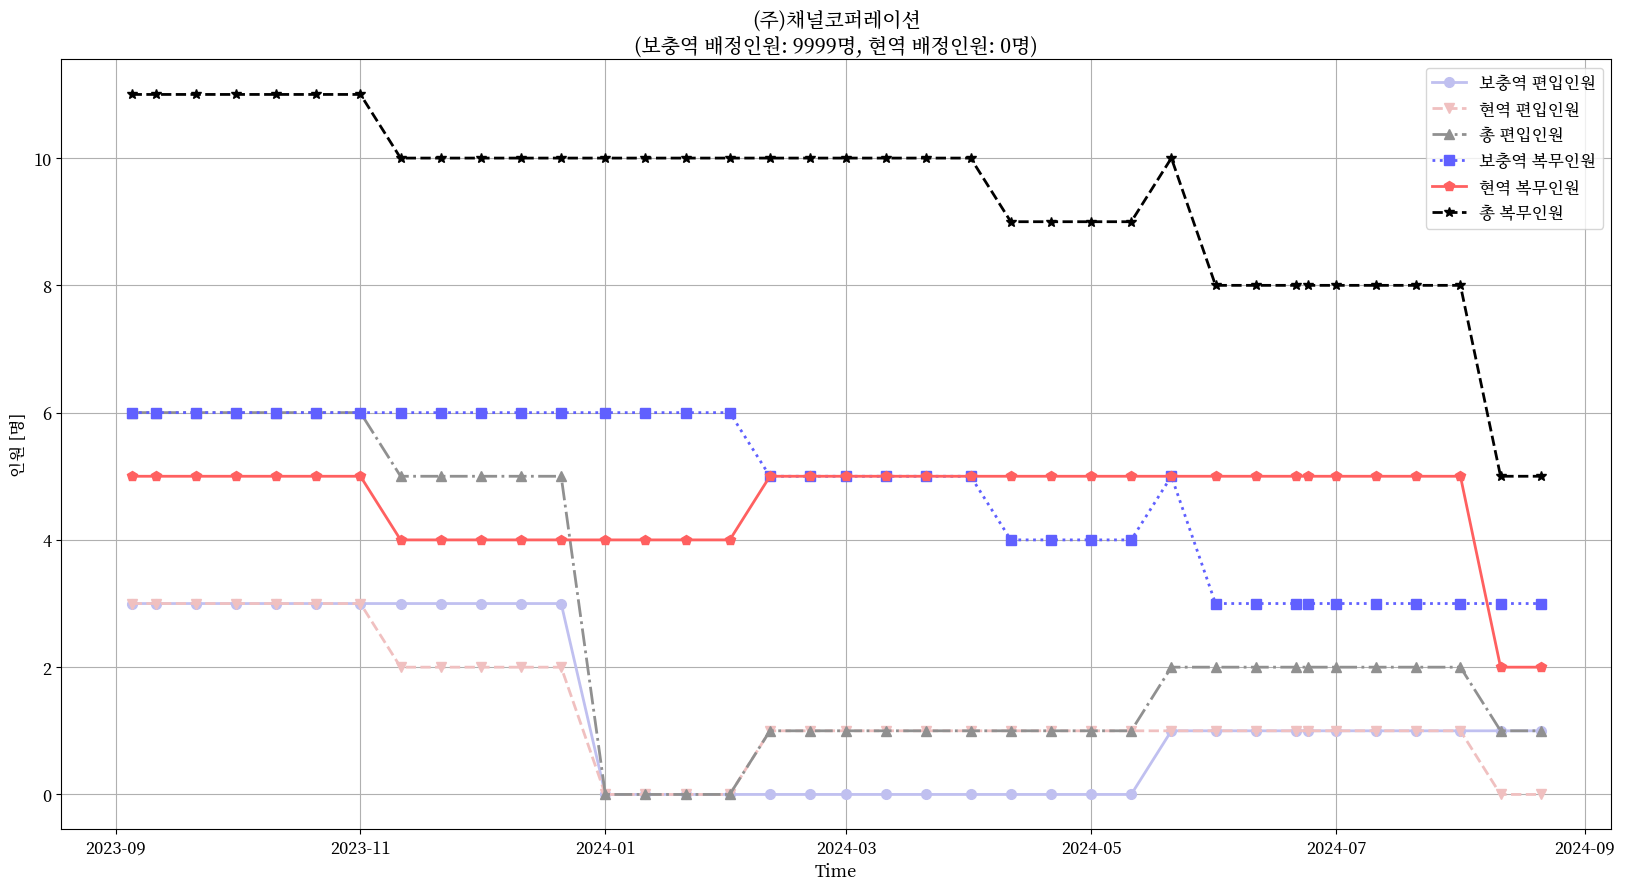 (주)채널코퍼레이션
(보충역 배정인원: 9999명, 현역 배정인원: 0명)
보충역 편입인원
현역 편입인원
총 편입인원
보충역 복무인원
현역 복무인원
총 복무인원
인원 [명]
10
8
6
4
2
0
2023-09
2023-11
2024-01
2024-03
2024-05
2024-07
2024-09
Time